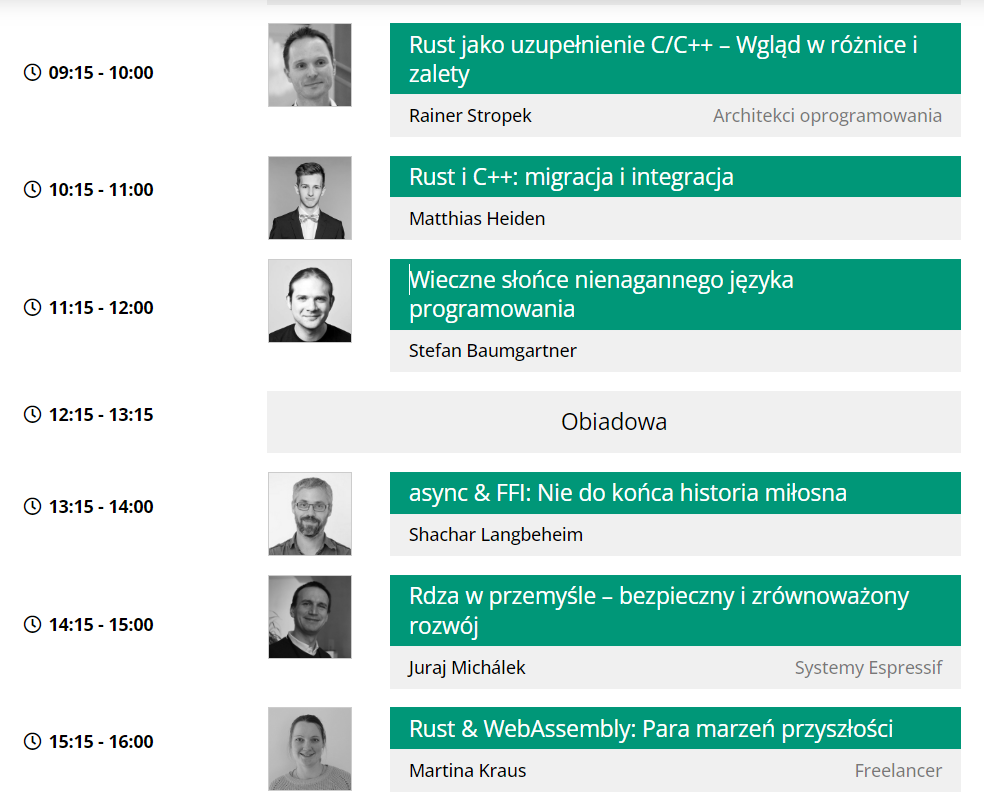 09:15 - 10:00
Rust jako uzupełnienie C/C++ – Wgląd w różnice i
zalety
Rainer Stropek Architekci oprogramowania
10:15 - 11:00
Rust i C++: migracja i integracja
Matthias Heiden
11:15 - 12:00
Wieczne słońce nienagannego języka
programowania
Stefan Baumgartner
12:15 - 13:15
Obiadowa
13:15 - 14:00
async & FFI: Nie do końca historia miłosna
Shachar Langbeheim
14:15 - 15:00
Rdza w przemyśle – bezpieczny i zrównoważony
rozwój
Juraj Michálek Systemy Espressif
15:15 - 16:00
Rust & WebAssembly: Para marzeń przyszłości
Martina Kraus Freelancer